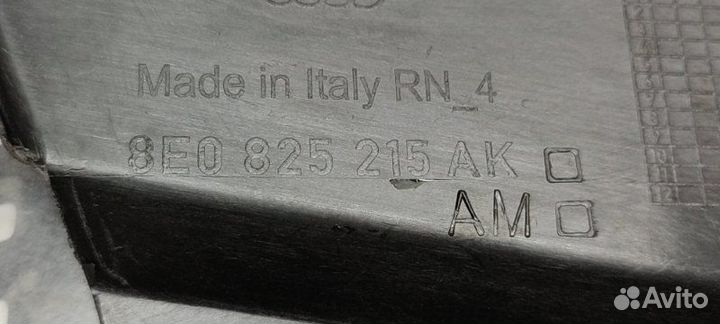 Made in Italy RN_4
8E0 825 215 AK
AM
Avito